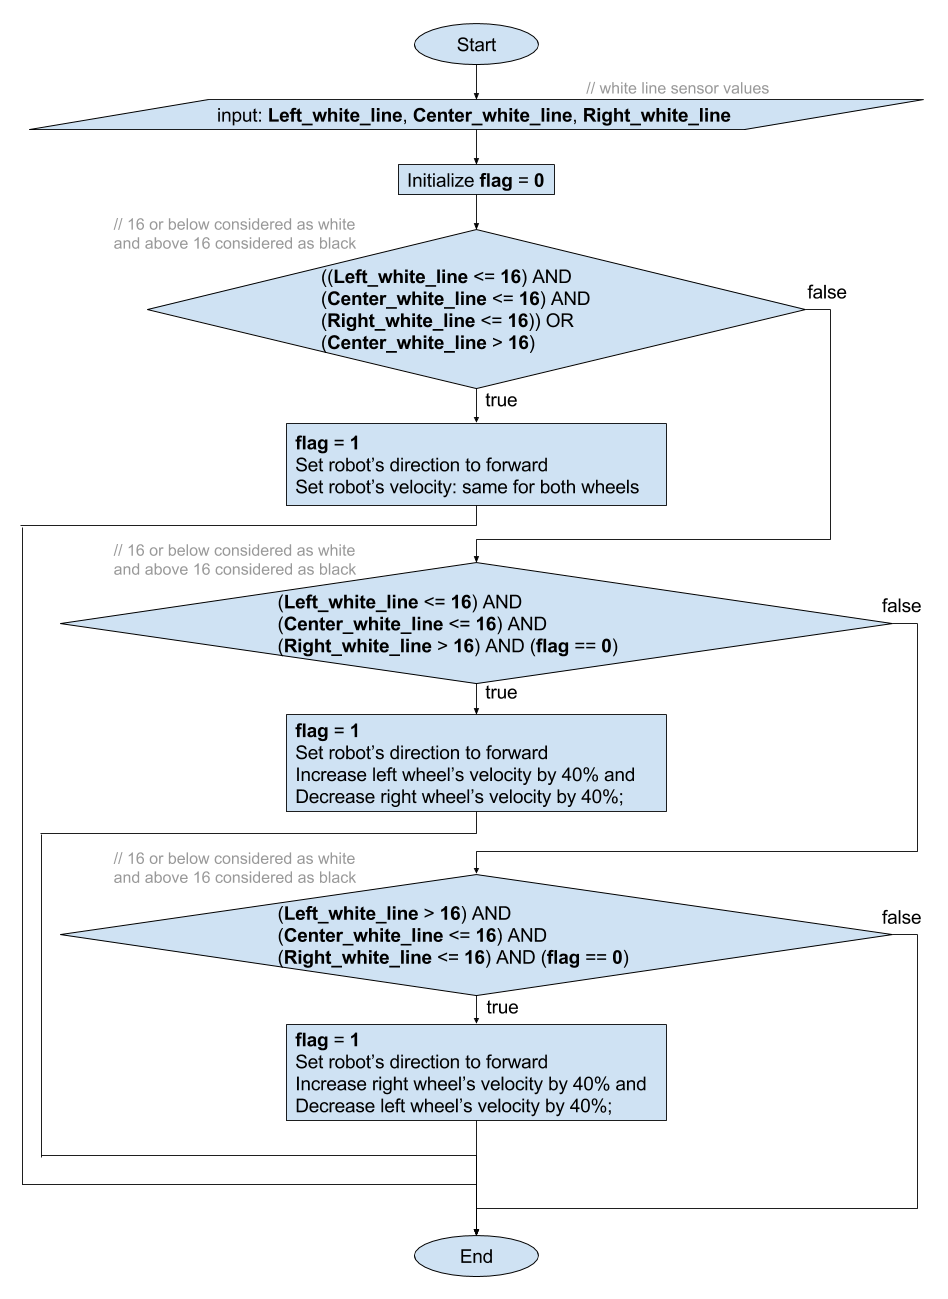 Start
// white line sensor values
input: Left_white_line, Center_white_line, Right_white_line
Initialize flag = 0
// 16 or below considered as white
and above 16 considered as black
((Left_white_line <= 16) AND
(Center_white_line <= 16) AND
(Right_white_line <= 16)) OR
(Center_white_line > 16)
false
true
flag = 1
Set robot's direction to forward
Set robot's velocity: same for both wheels
// 16 or below considered as white
and above 16 considered as black
(Left_white_line <= 16) AND
(Center_white_line <= 16) AND
(Right_white_line > 16) AND (flag == 0)
false
true
flag = 1
Set robot's direction to forward
Increase left wheel's velocity by 40% and
Decrease right wheel's velocity by 40%;
// 16 or below considered as white
and above 16 considered as black
(Left_white_line > 16) AND
(Center_white_line <= 16) AND
(Right_white_line <= 16) AND (flag == 0)
false
true
flag = 1
Set robot's direction to forward
Increase right wheel's velocity by 40% and
Decrease left wheel's velocity by 40%;
End